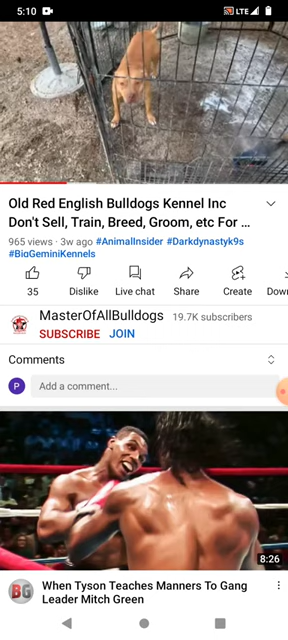 5:10
LTE
Old Red English Bulldogs Kennel Inc
Don't Sell, Train, Breed, Groom, etc For ...
965 views · 3w ago #AnimalInsider #Darkdynastyk9s
#BigGeminiKennels
35 Dislike Live chat Share Create Down
MasterOfAllBulldogs 19.7K subscribers
SUBSCRIBE JOIN
Comments
P Add a comment...
8:26
BG When Tyson Teaches Manners To Gang
Leader Mitch Green